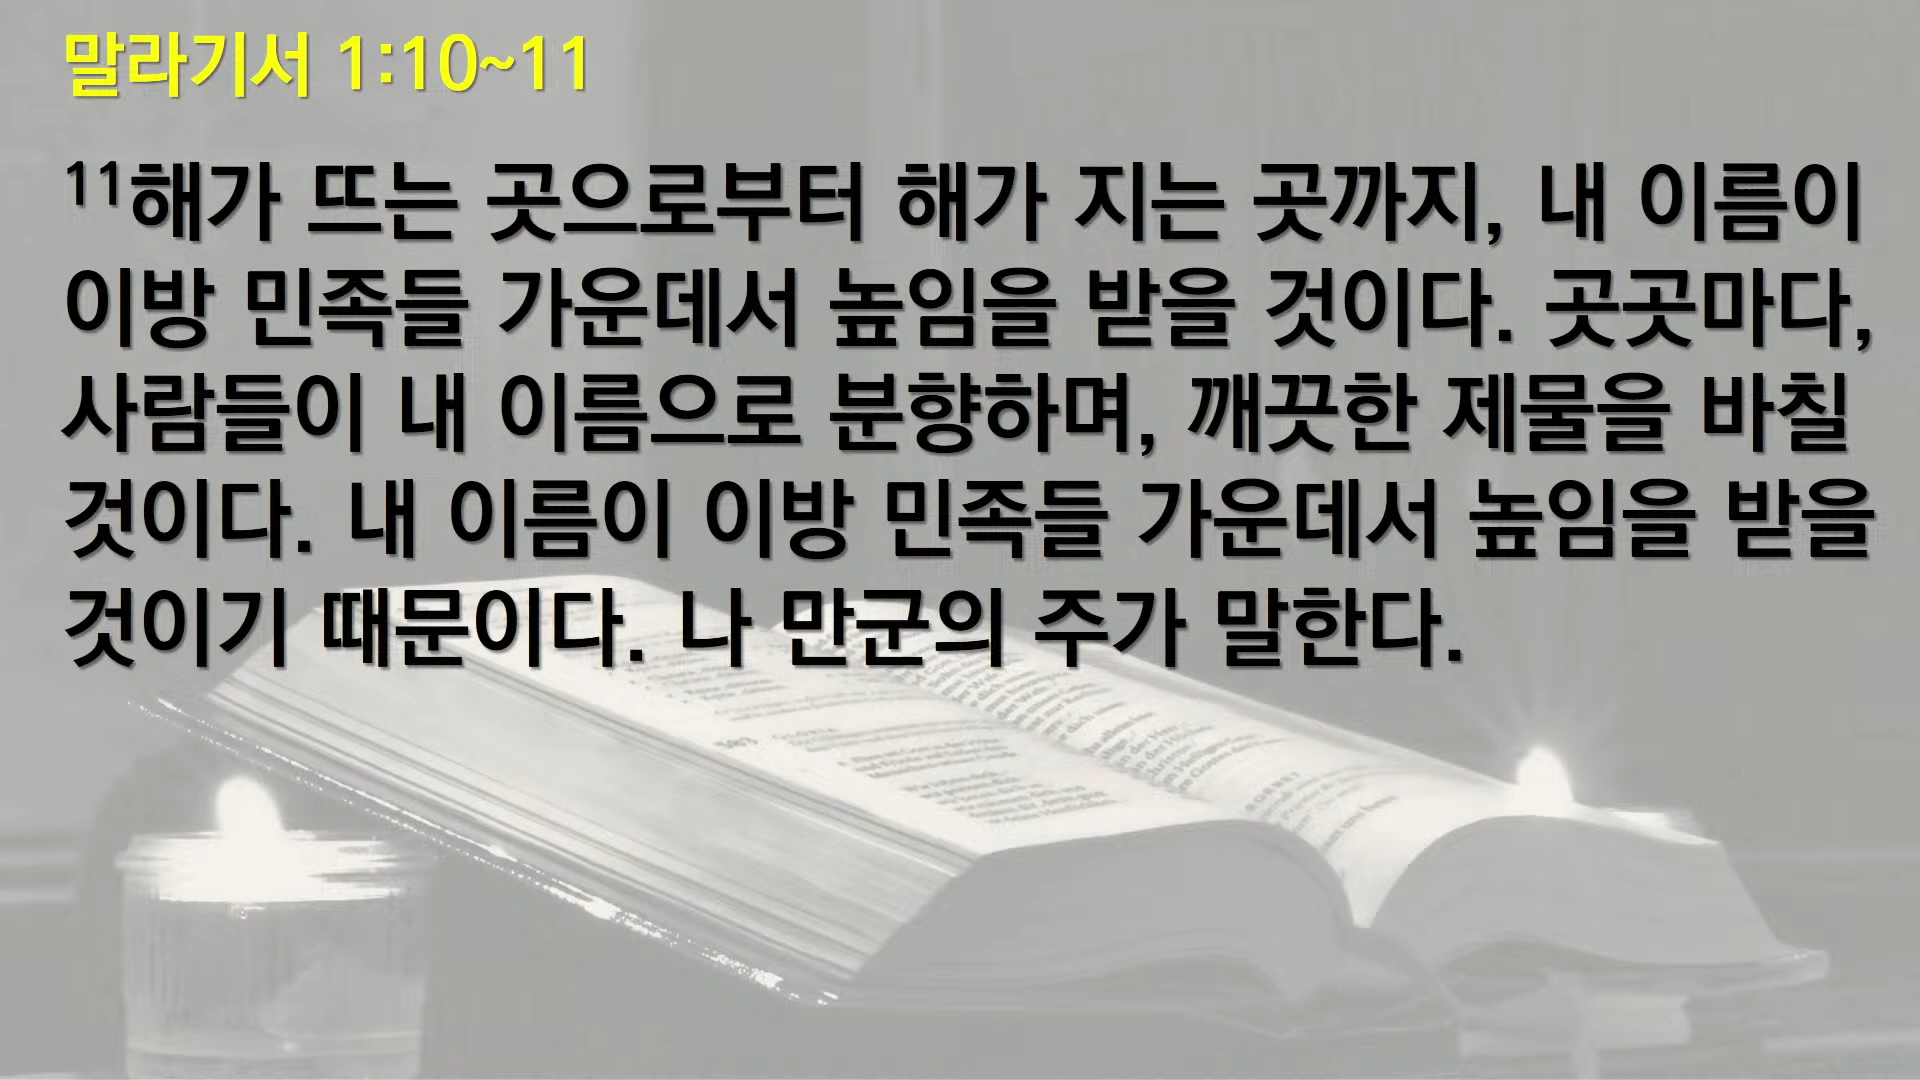 말라기서 1:10~11
¹¹해가 뜨는 곳으로부터 해가 지는 곳까지, 내 이름이
이방 민족들 가운데서 높임을 받을 것이다. 곳곳마다,
사람들이 내 이름으로 분향하며, 깨끗한 제물을 바칠
것이다. 내 이름이 이방 민족들 가운데서 높임을 받을
것이기 때문이다. 나 만군의 주가 말한다.